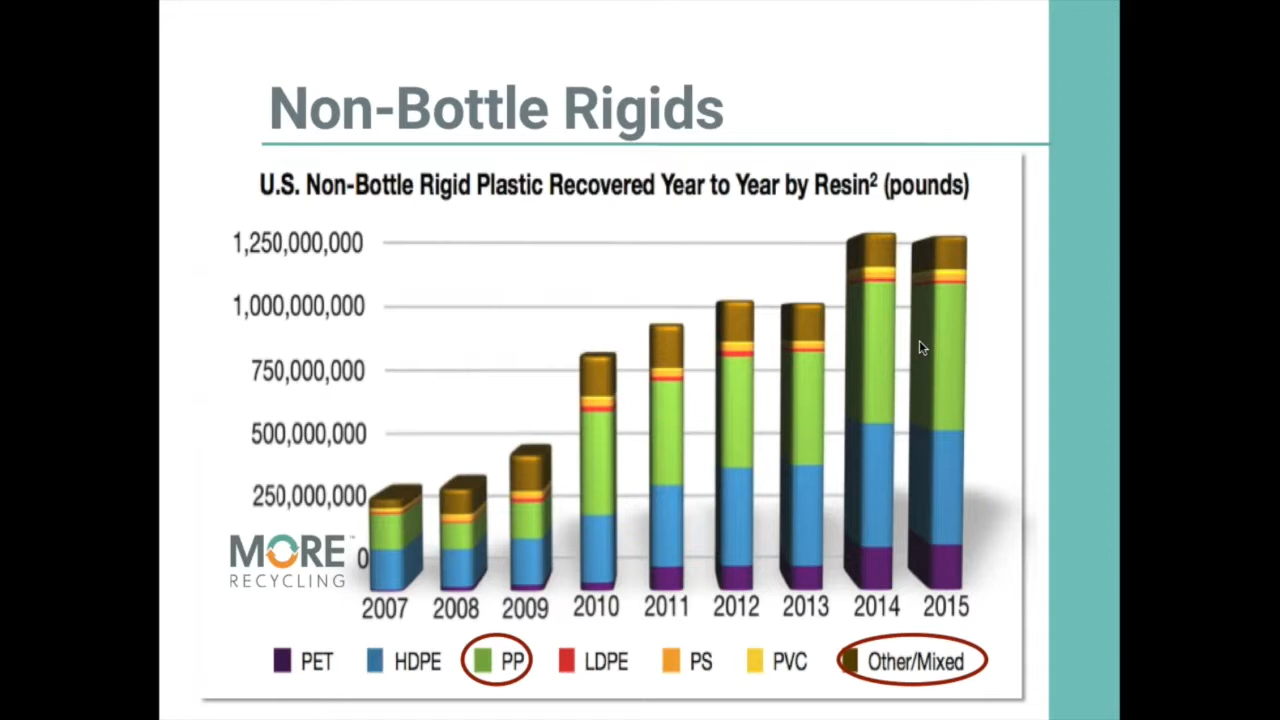 Non-Bottle Rigids
U.S. Non-Bottle Rigid Plastic Recovered Year to Year by Resin² (pounds)
1,250,000,000
1,000,000,000
750,000,000
500,000,000
250,000,000
0
MORE™
RECYCLING
2007 2008 2009 2010 2011 2012 2013 2014 2015
PET HDPE PP LDPE PS PVC Other/Mixed